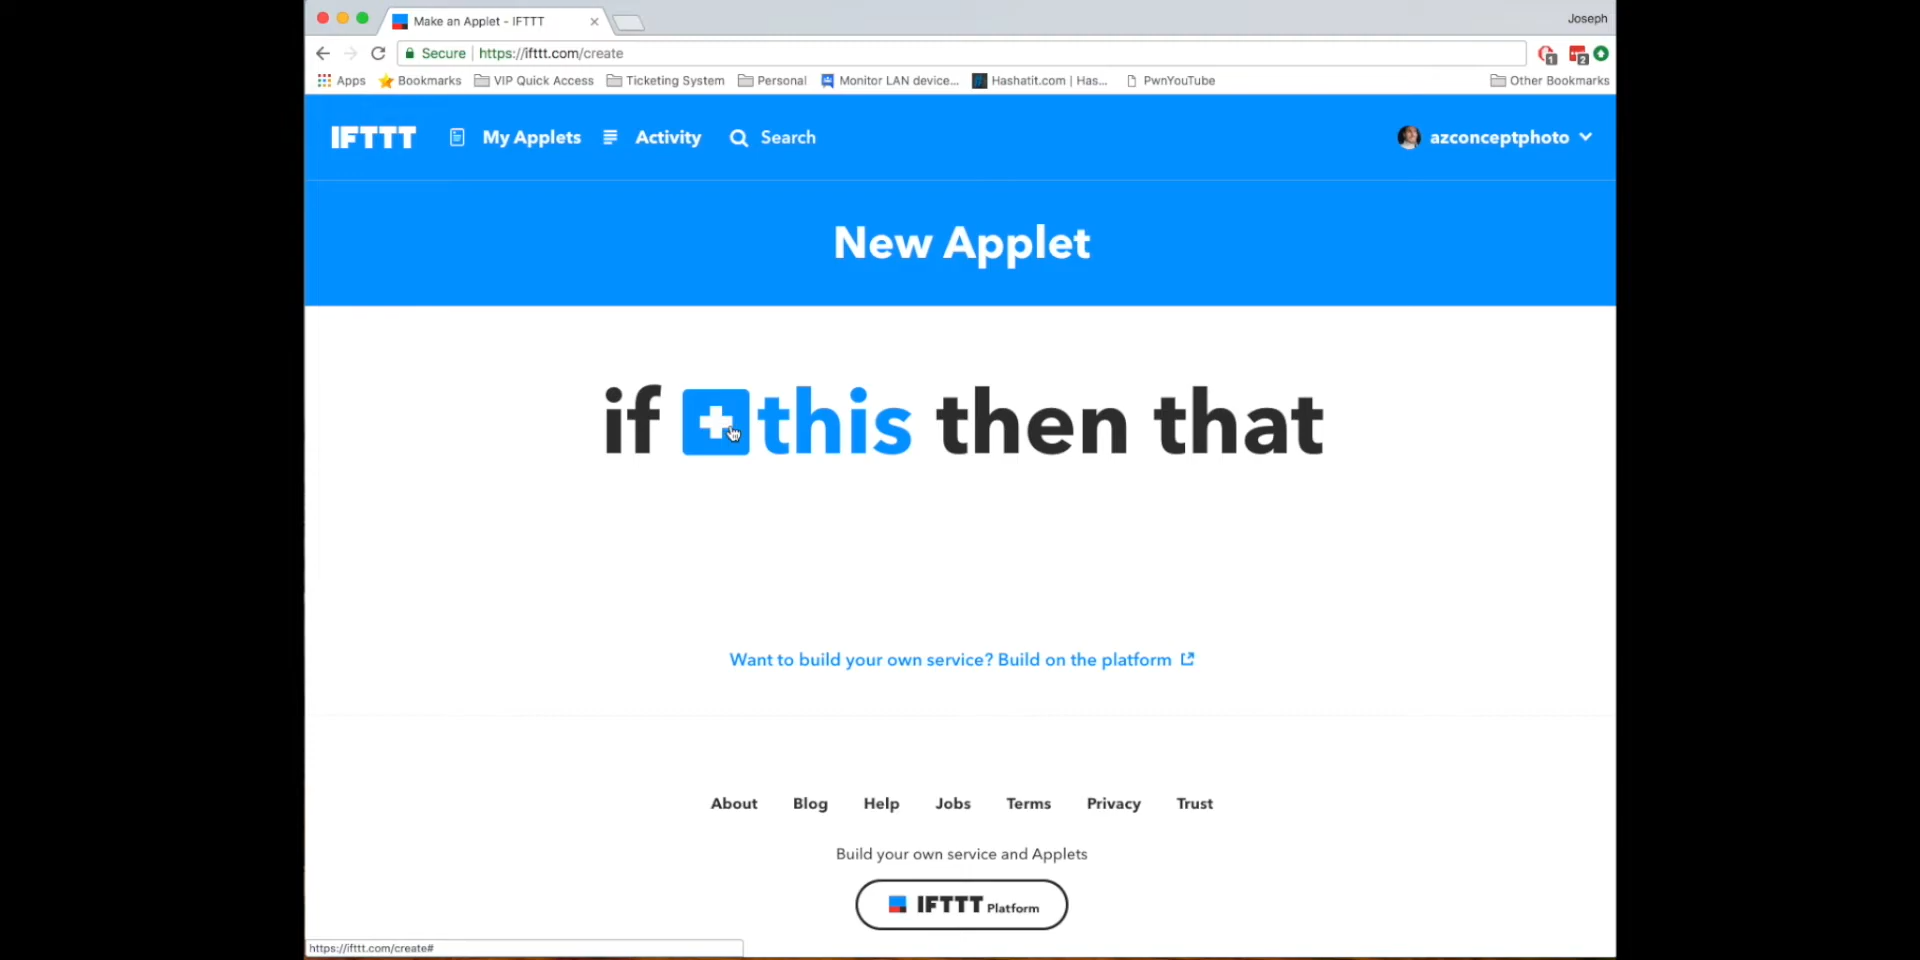 Make an Applet - IFTTT
Joseph
Secure | https://ifttt.com/create
1
2
Apps Bookmarks VIP Quick Access Ticketing System Personal Monitor LAN device... Hashatit.com | Has... PwnYouTube Other Bookmarks
IFTTT My Applets Activity Search azconceptphoto
New Applet
if this then that
Want to build your own service? Build on the platform
About Blog Help Jobs Terms Privacy Trust
Build your own service and Applets
IFTTT Platform
https://ifttt.com/create#